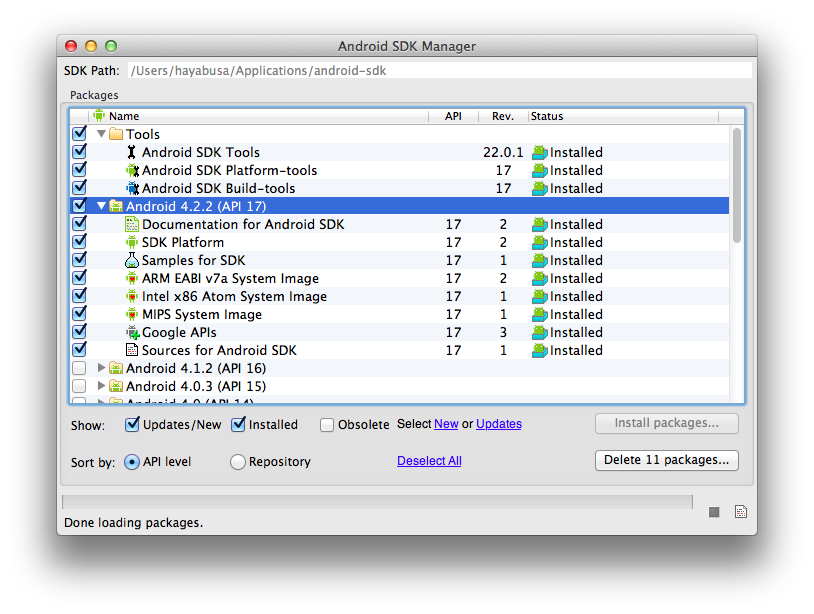 Android SDK Manager
SDK Path: /Users/hayabusa/Applications/android-sdk
Packages
Name API Rev. Status
Tools
Android SDK Tools 22.0.1 Installed
Android SDK Platform-tools 17 Installed
Android SDK Build-tools 17 Installed
Android 4.2.2 (API 17)
Documentation for Android SDK 17 2 Installed
SDK Platform 17 2 Installed
Samples for SDK 17 1 Installed
ARM EABI v7a System Image 17 2 Installed
Intel x86 Atom System Image 17 1 Installed
MIPS System Image 17 1 Installed
Google APIs 17 3 Installed
Sources for Android SDK 17 1 Installed
Android 4.1.2 (API 16)
Android 4.0.3 (API 15)
Android 4.0 (API 14)
Show: Updates/New Installed Obsolete Select New or Updates Install packages...
Sort by: API level Repository Deselect All Delete 11 packages...
Done loading packages.